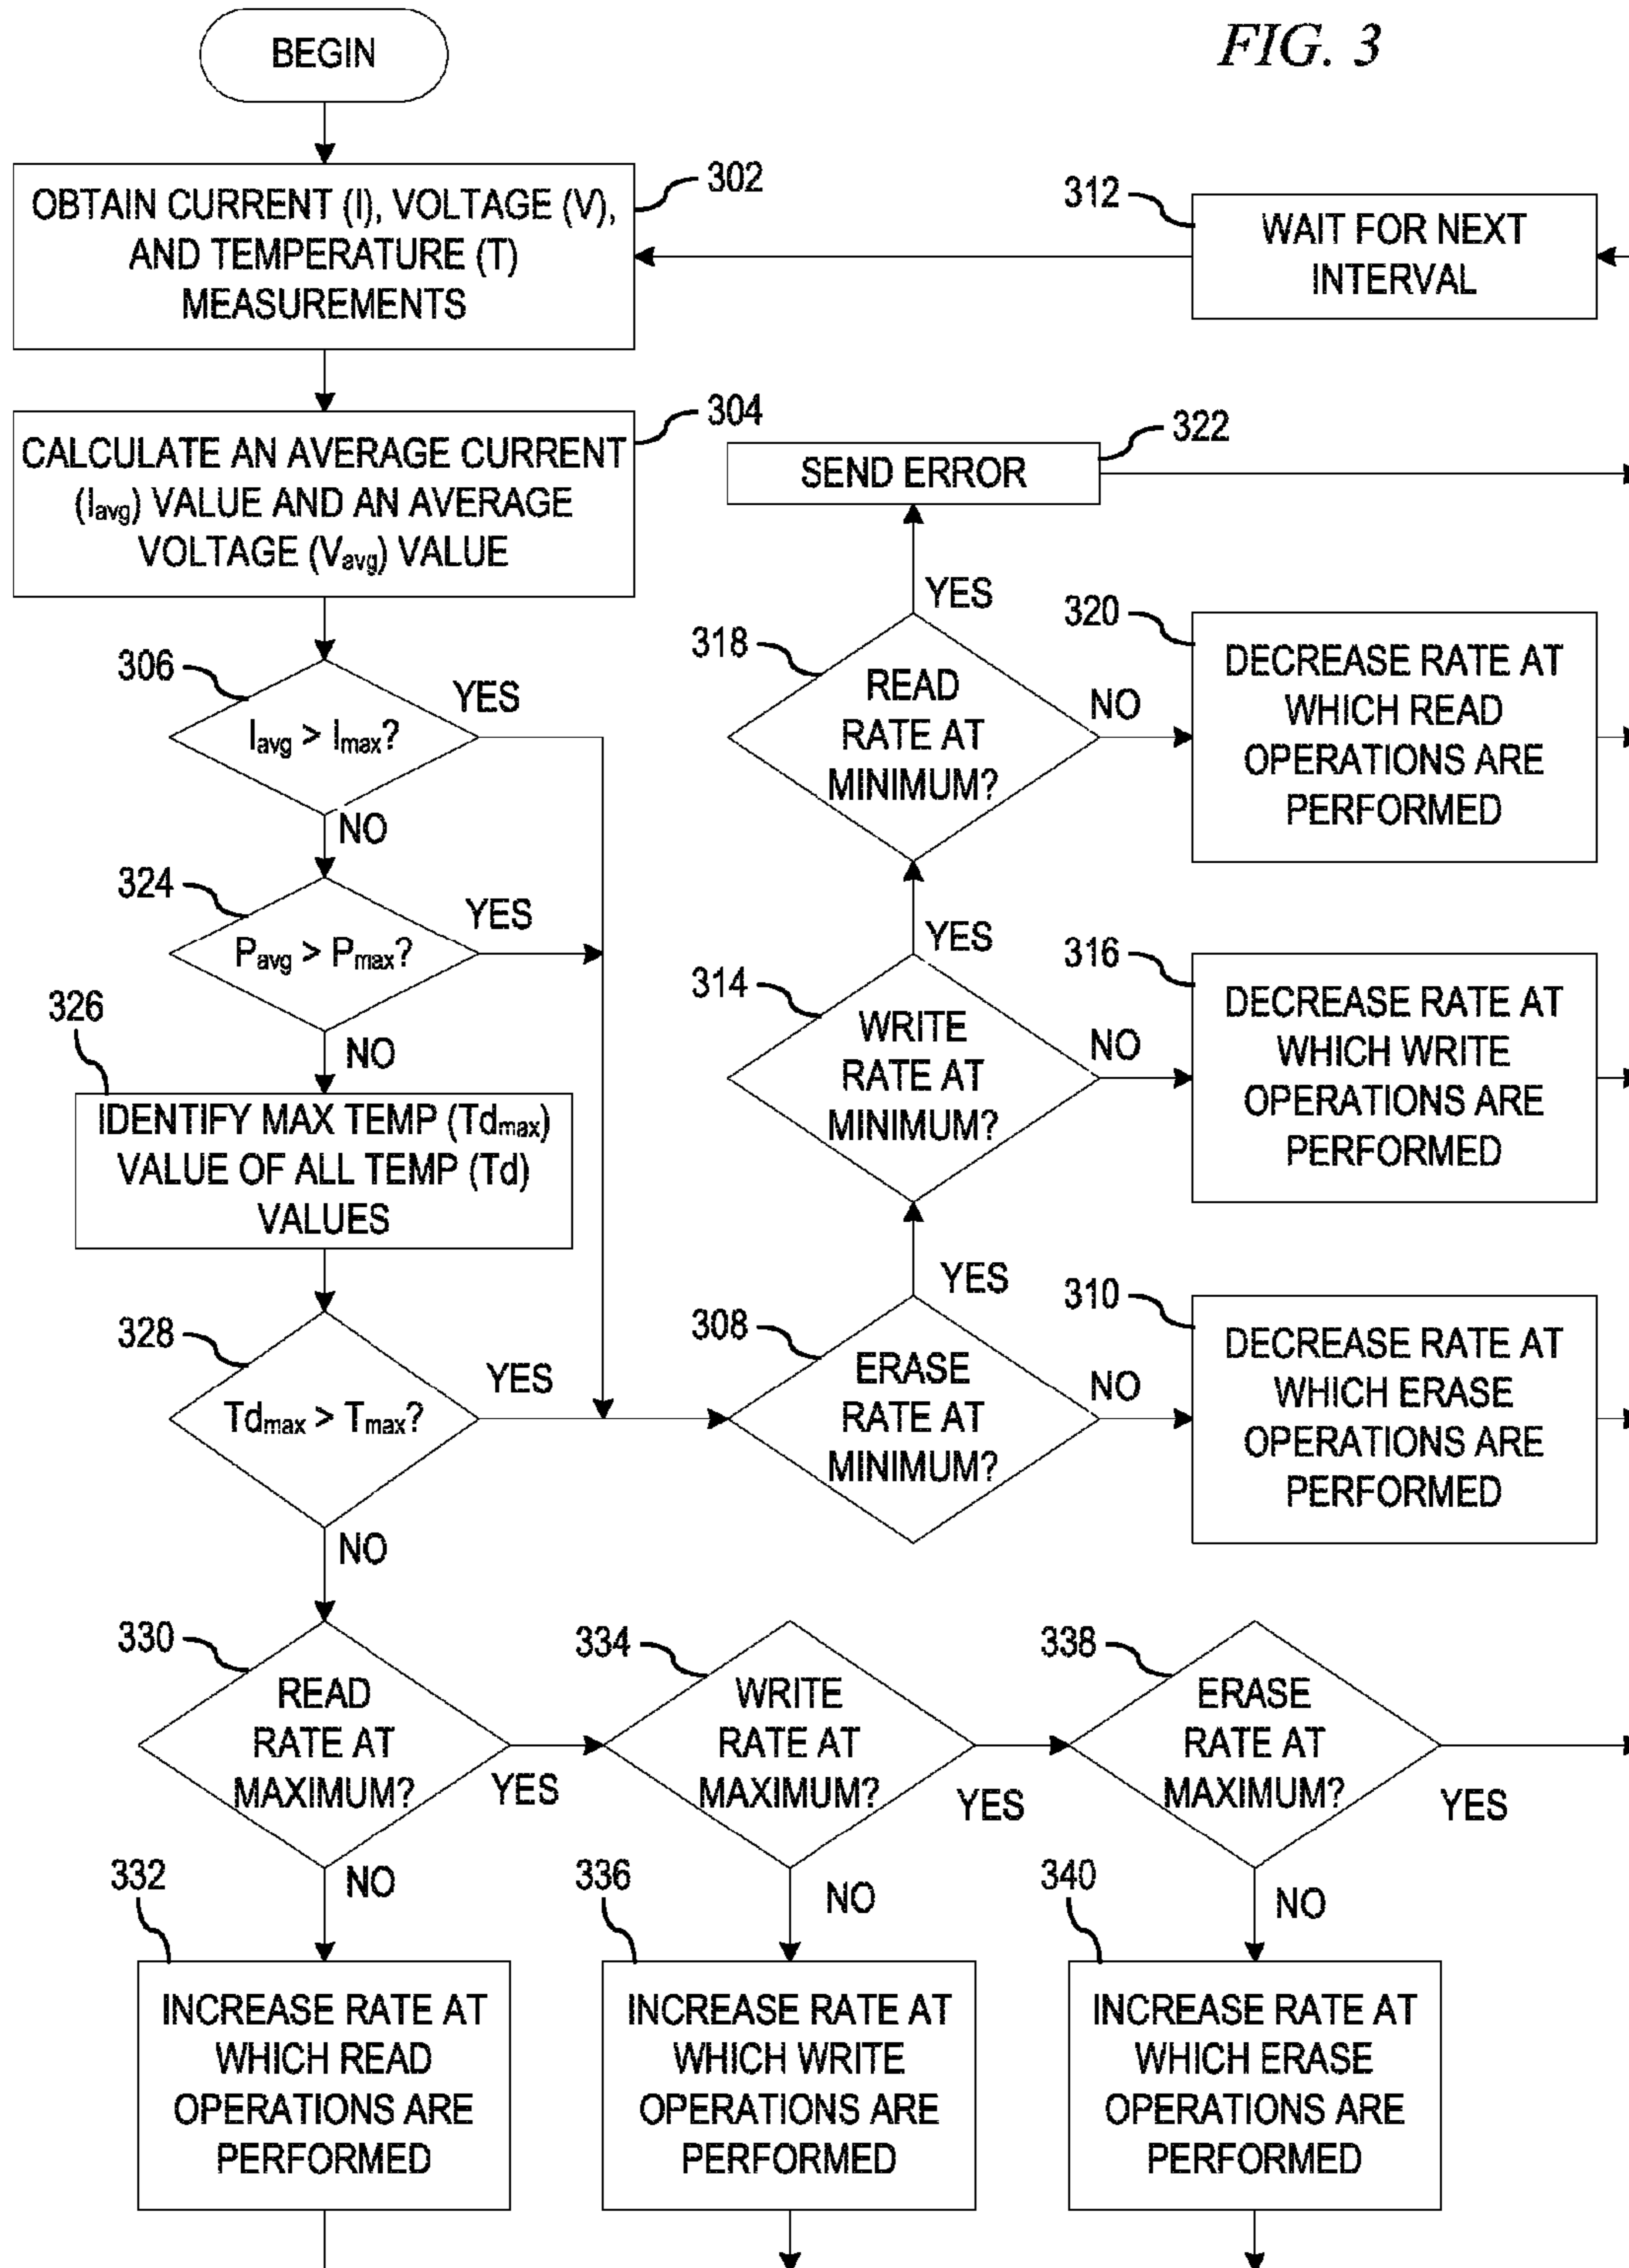 FIG. 3
BEGIN
302
OBTAIN CURRENT (I), VOLTAGE (V),
AND TEMPERATURE (T)
MEASUREMENTS
312
WAIT FOR NEXT
INTERVAL
304
CALCULATE AN AVERAGE CURRENT
(Iavg) VALUE AND AN AVERAGE
VOLTAGE (Vavg) VALUE
322
SEND ERROR
YES
306
Iavg > Imax?
YES
NO
318
READ
RATE AT
MINIMUM?
NO
320
DECREASE RATE AT
WHICH READ
OPERATIONS ARE
PERFORMED
324
Pavg > Pmax?
YES
NO
YES
314
WRITE
RATE AT
MINIMUM?
NO
316
DECREASE RATE AT
WHICH WRITE
OPERATIONS ARE
PERFORMED
326
IDENTIFY MAX TEMP (Tdmax)
VALUE OF ALL TEMP (Td)
VALUES
YES
328
Tdmax > Tmax?
YES
NO
308
ERASE
RATE AT
MINIMUM?
NO
310
DECREASE RATE AT
WHICH ERASE
OPERATIONS ARE
PERFORMED
330
READ
RATE AT
MAXIMUM?
YES
NO
334
WRITE
RATE AT
MAXIMUM?
YES
NO
338
ERASE
RATE AT
MAXIMUM?
YES
NO
332
INCREASE RATE AT
WHICH READ
OPERATIONS ARE
PERFORMED
336
INCREASE RATE AT
WHICH WRITE
OPERATIONS ARE
PERFORMED
340
INCREASE RATE AT
WHICH ERASE
OPERATIONS ARE
PERFORMED